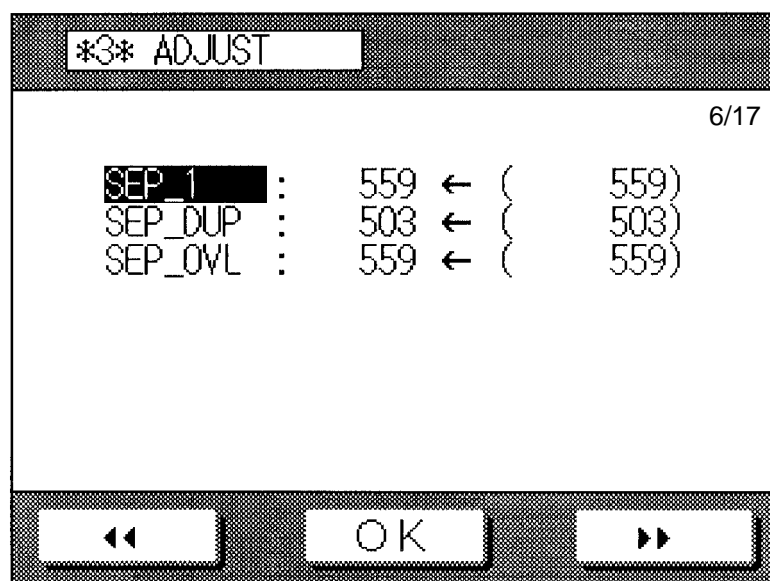 *3* ADJUST
6/17
SEP_1 : 559 ← ( 559)
SEP_DUP : 503 ← ( 503)
SEP_OVL : 559 ← ( 559)
OK